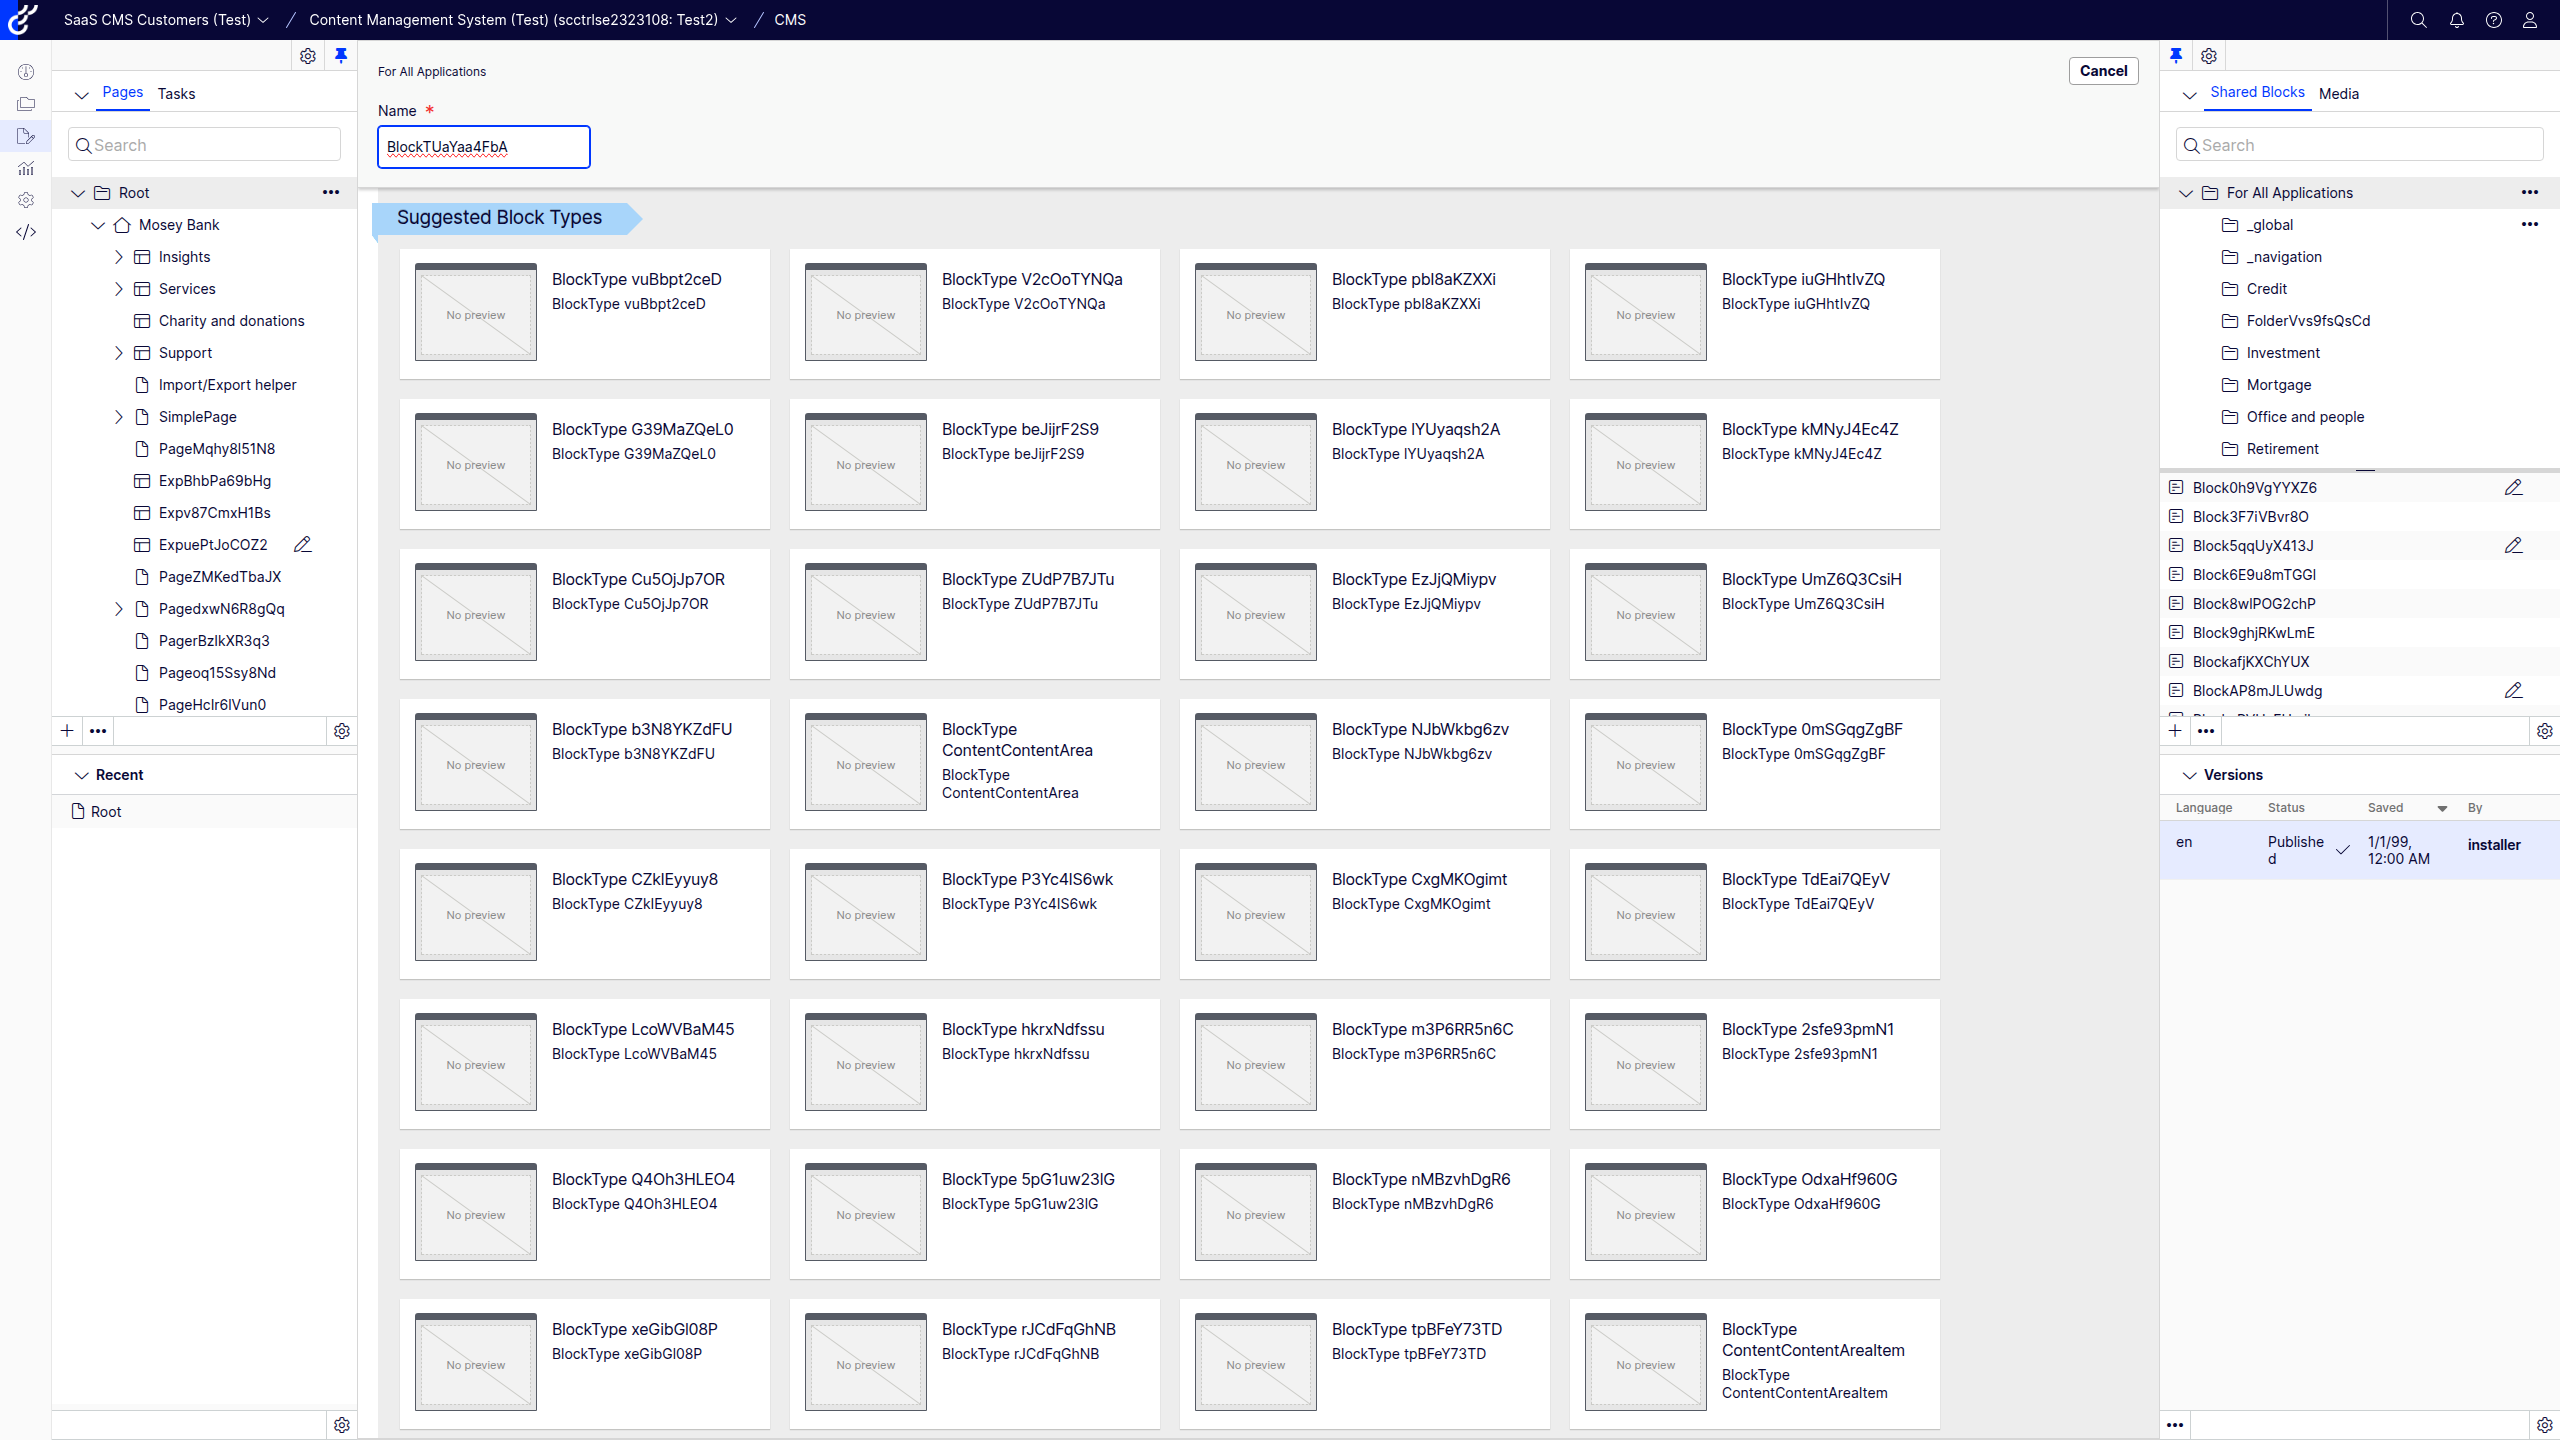 SaaS CMS Customers (Test) / Content Management System (Test) (scctrlse2323108: Test2) / CMS
Pages Tasks
Search
Root
Mosey Bank
Insights
Services
Charity and donations
Support
Import/Export helper
SimplePage
PageMqhy8l51N8
ExpBhbPa69bHg
Expv87CmxH1Bs
ExpuePtJoCOZ2
PageZMKedTbaJX
PagedxwN6R8gQq
PagerBzlkXR3q3
Pageoq15Ssy8Nd
PageHclr6lVun0
Recent
Root
For All Applications
Cancel
Name *
BlockTUaYaa4FbA
Suggested Block Types
No preview
BlockType vuBbpt2ceD
BlockType vuBbpt2ceD
No preview
BlockType V2cOoTYNQa
BlockType V2cOoTYNQa
No preview
BlockType pbI8aKZXXi
BlockType pbI8aKZXXi
No preview
BlockType iuGHhtIvZQ
BlockType iuGHhtIvZQ
No preview
BlockType G39MaZQeL0
BlockType G39MaZQeL0
No preview
BlockType beJijrF2S9
BlockType beJijrF2S9
No preview
BlockType lYUyaqsh2A
BlockType lYUyaqsh2A
No preview
BlockType kMNyJ4Ec4Z
BlockType kMNyJ4Ec4Z
No preview
BlockType Cu5OjJp7OR
BlockType Cu5OjJp7OR
No preview
BlockType ZUdP7B7JTu
BlockType ZUdP7B7JTu
No preview
BlockType EzJjQMiypv
BlockType EzJjQMiypv
No preview
BlockType UmZ6Q3CsiH
BlockType UmZ6Q3CsiH
No preview
BlockType b3N8YKZdFU
BlockType b3N8YKZdFU
No preview
BlockType
ContentContentArea
BlockType
ContentContentArea
No preview
BlockType NJbWkbg6zv
BlockType NJbWkbg6zv
No preview
BlockType 0mSGqgZgBF
BlockType 0mSGqgZgBF
No preview
BlockType CZklEyyuy8
BlockType CZklEyyuy8
No preview
BlockType P3Yc4IS6wk
BlockType P3Yc4IS6wk
No preview
BlockType CxgMKOgimt
BlockType CxgMKOgimt
No preview
BlockType TdEai7QEyV
BlockType TdEai7QEyV
No preview
BlockType LcoWVBaM45
BlockType LcoWVBaM45
No preview
BlockType hkrxNdfssu
BlockType hkrxNdfssu
No preview
BlockType m3P6RR5n6C
BlockType m3P6RR5n6C
No preview
BlockType 2sfe93pmN1
BlockType 2sfe93pmN1
No preview
BlockType Q4Oh3HLEO4
BlockType Q4Oh3HLEO4
No preview
BlockType 5pG1uw23lG
BlockType 5pG1uw23lG
No preview
BlockType nMBzvhDgR6
BlockType nMBzvhDgR6
No preview
BlockType OdxaHf960G
BlockType OdxaHf960G
No preview
BlockType xeGibGl08P
BlockType xeGibGl08P
No preview
BlockType rJCdFqGhNB
BlockType rJCdFqGhNB
No preview
BlockType tpBFeY73TD
BlockType tpBFeY73TD
No preview
BlockType
ContentContentAreaItem
BlockType
ContentContentAreaItem
Shared Blocks Media
Search
For All Applications
_global
_navigation
Credit
FolderVvs9fsQsCd
Investment
Mortgage
Office and people
Retirement
Block0h9VgYYXZ6
Block3F7iVBvr8O
Block5qqUyX413J
Block6E9u8mTGGl
Block8wlPOG2chP
Block9ghjRKwLmE
BlockafjKXChYUX
BlockAP8mJLUwdg
Versions
Language Status Saved By
en
Publishe
d
1/1/99,
12:00 AM
installer